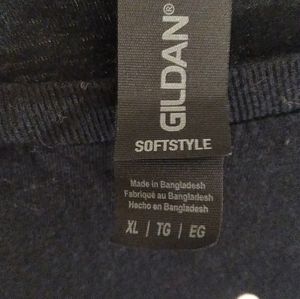 GILDAN®
SOFTSTYLE
Made in Bangladesh
Fabriqué au Bangladesh
Hecho en Bangladesh
XL / TG / EG